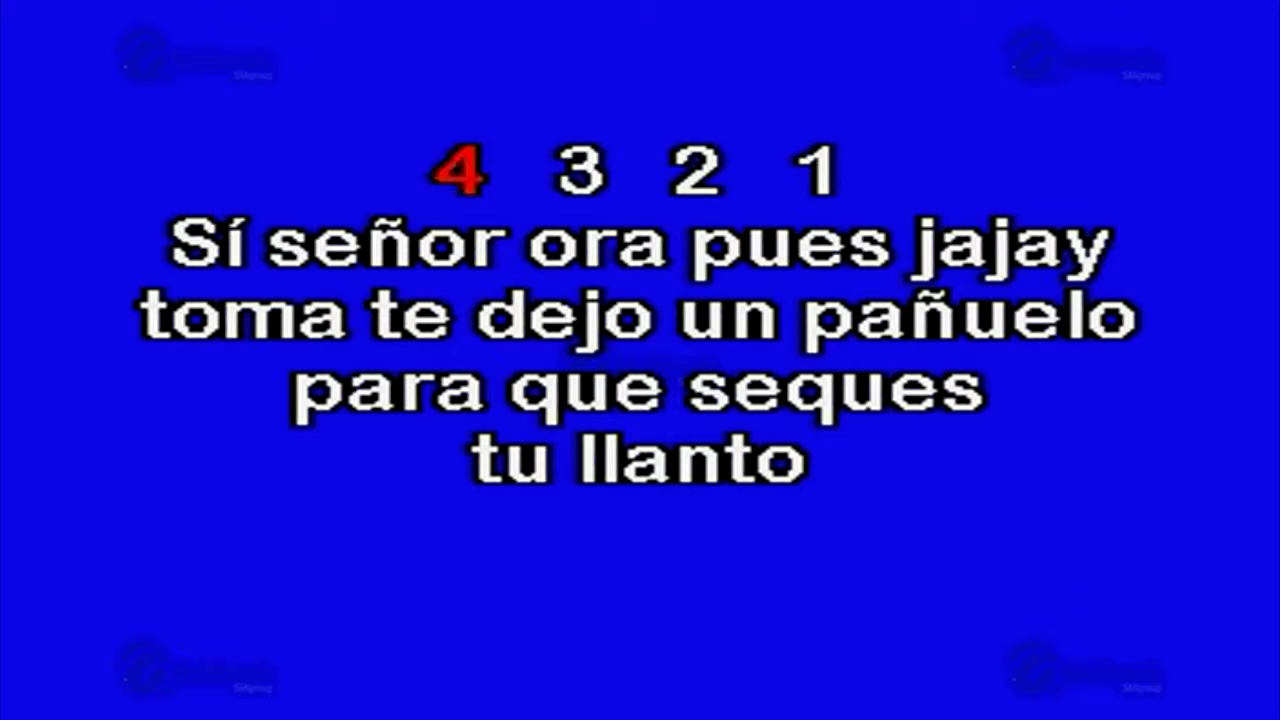 4 3 2 1
Sí señor ora pues jajay
toma te dejo un pañuelo
para que seques
tu llanto